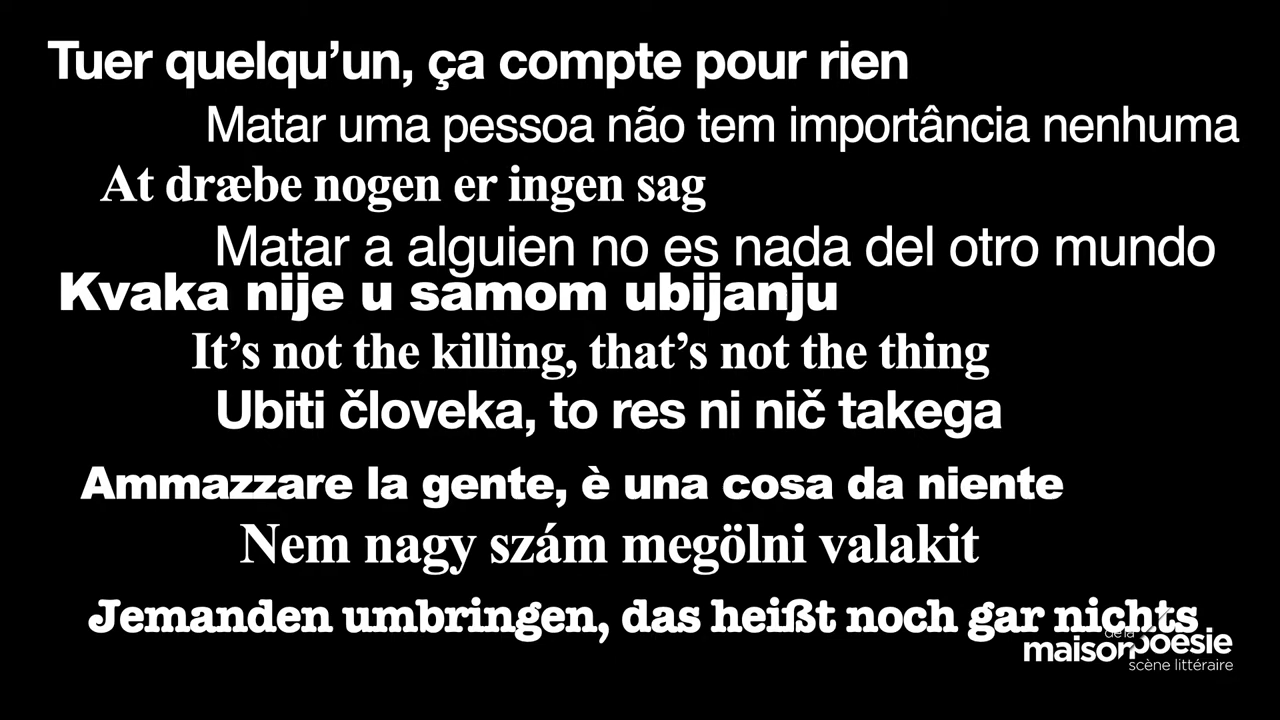 Tuer quelqu’un, ça compte pour rien
Matar uma pessoa não tem importância nenhuma
At dræbe nogen er ingen sag
Matar a alguien no es nada del otro mundo
Kvaka nije u samom ubijanju
It’s not the killing, that’s not the thing
Ubiti človeka, to res ni nič takega
Ammazzare la gente, è una cosa da niente
Nem nagy szám megölni valakit
Jemanden umbringen, das heißt noch gar nichts
de la
maison poésie
scène littéraire